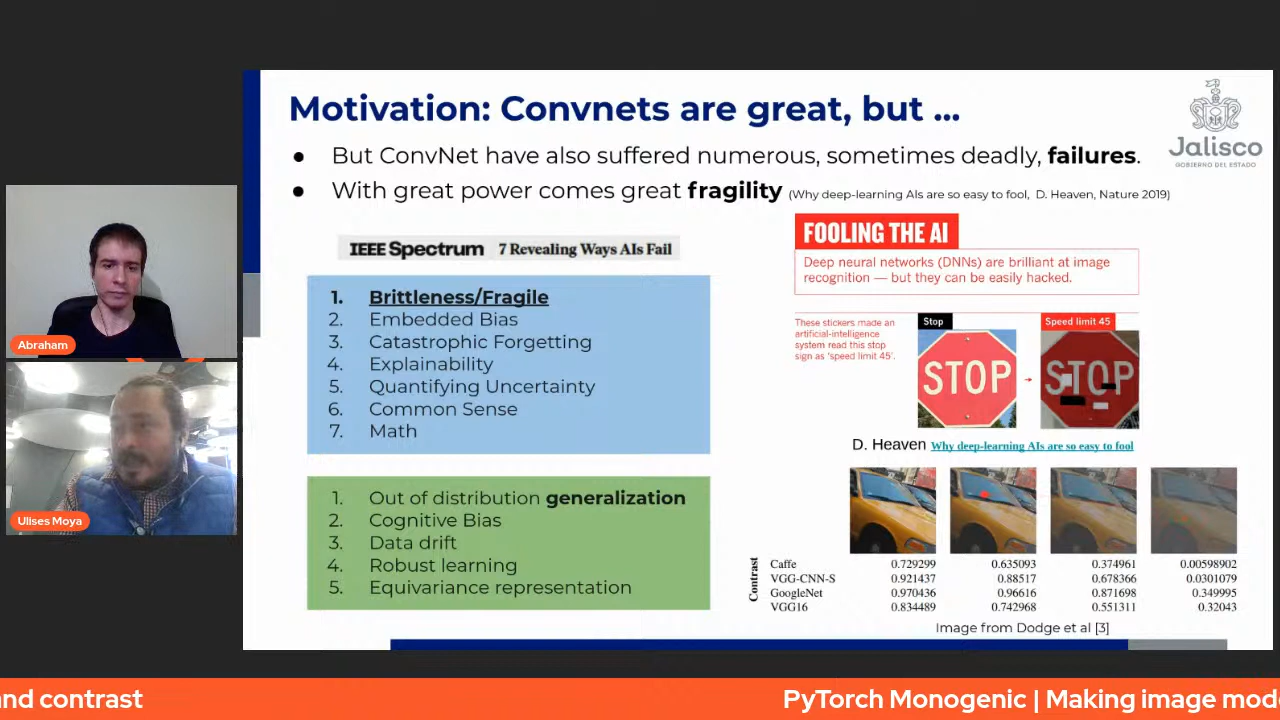 Motivation: Convnets are great, but ...
Jalisco
GOBIERNO DEL ESTADO
● But ConvNet have also suffered numerous, sometimes deadly, failures.
● With great power comes great fragility (Why deep-learning AIs are so easy to fool, D. Heaven, Nature 2019)
IEEE Spectrum 7 Revealing Ways AIs Fail
1. Brittleness/Fragile
2. Embedded Bias
3. Catastrophic Forgetting
4. Explainability
5. Quantifying Uncertainty
6. Common Sense
7. Math
1. Out of distribution generalization
2. Cognitive Bias
3. Data drift
4. Robust learning
5. Equivariance representation
FOOLING THE AI
Deep neural networks (DNNs) are brilliant at image
recognition — but they can be easily hacked.
These stickers made an
artificial-intelligence
system read this stop
sign as 'speed limit 45'.
Stop
Speed limit 45
STOP
STOP
D. Heaven Why deep-learning AIs are so easy to fool
Contrast
Caffe 0.729299 0.635093 0.374961 0.00598902
VGG-CNN-S 0.921437 0.88517 0.678366 0.0301079
GoogleNet 0.970436 0.96616 0.871698 0.349995
VGG16 0.834489 0.742968 0.551311 0.32043
Image from Dodge et al [3]
Abraham
Ulises Moya
nd contrast
PyTorch Monogenic | Making image mod